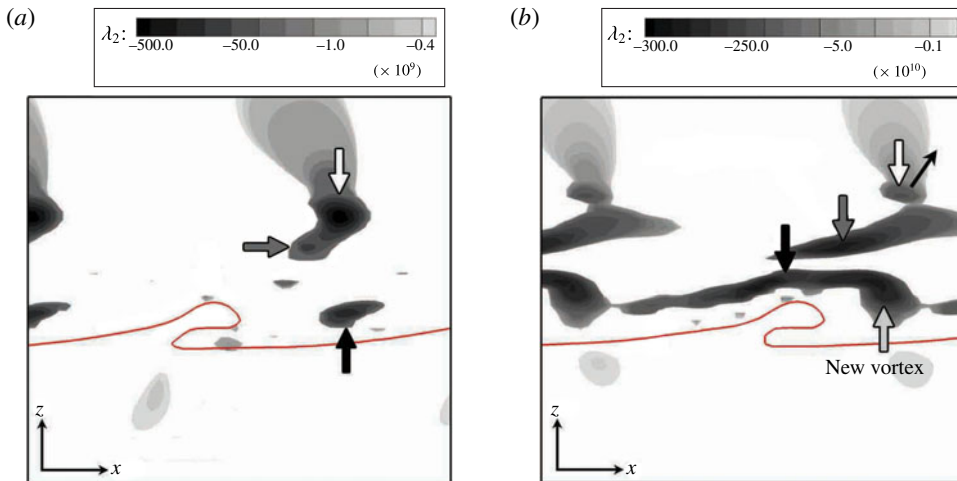 (a)
λ2:
–500.0 –50.0 –1.0 –0.4
(× 10⁹)
z
x
(b)
λ2:
–300.0 –250.0 –5.0 –0.1
(× 10¹⁰)
New vortex
z
x